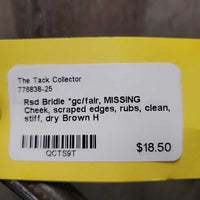 The Tack Collector
776838-25
Rsd Bridle *gc/fair, MISSING
Cheek, scraped edges, rubs, clean,
stiff, dry Brown H
QCTS9T
$18.50